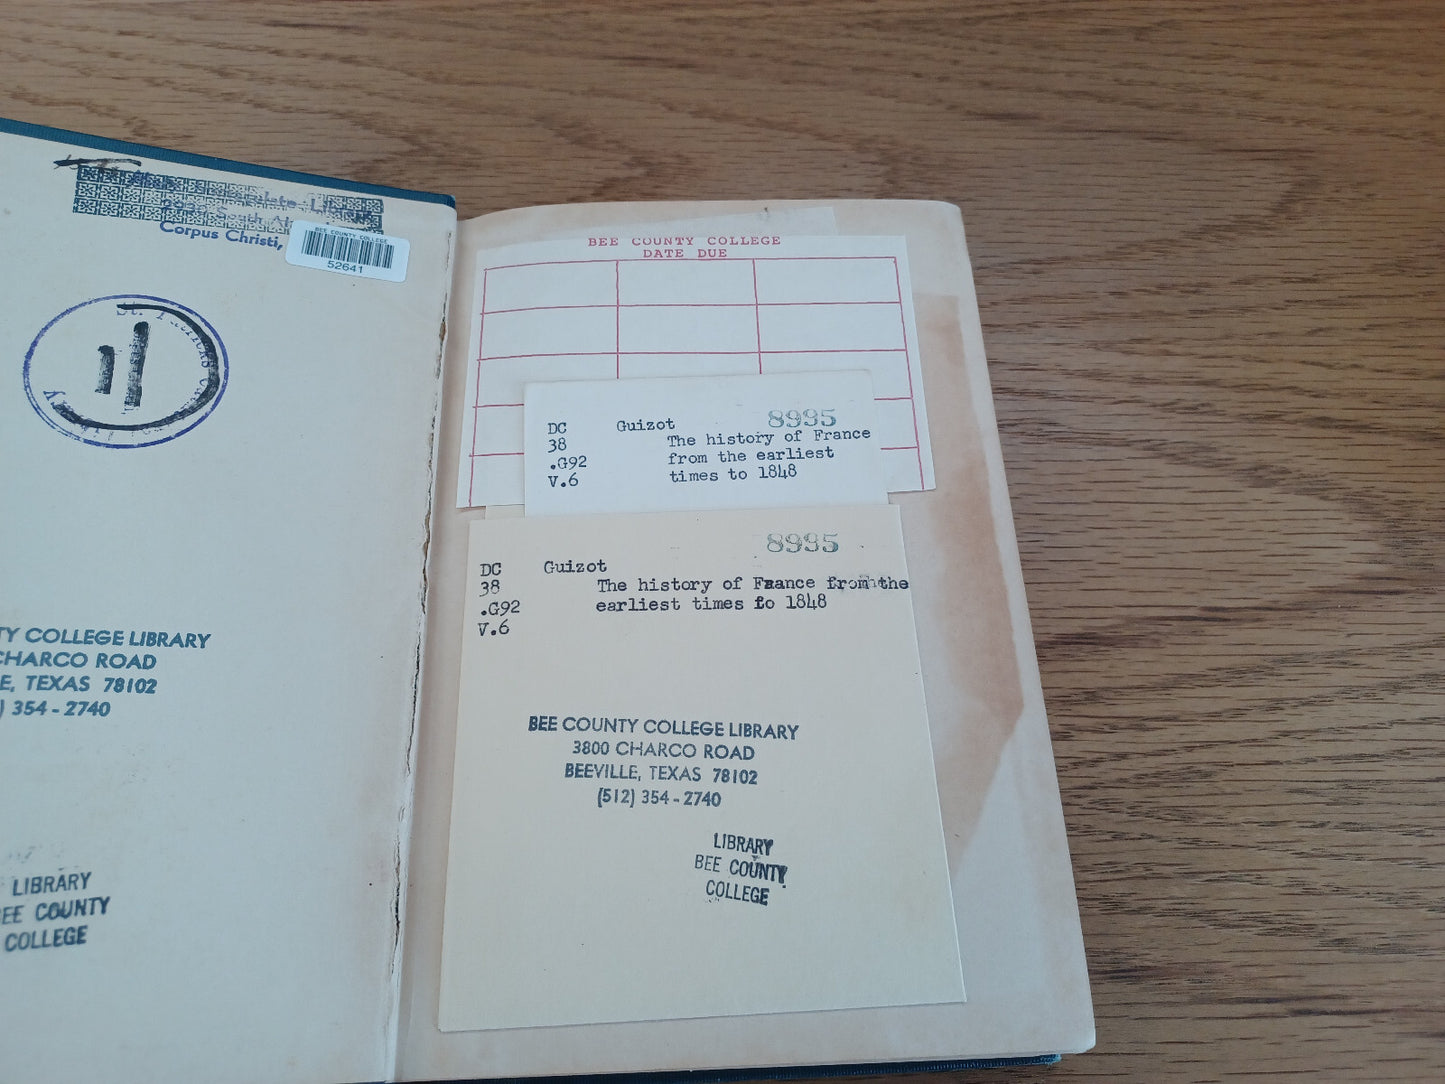 Corpus Christi,
BEE COUNTY COLLEGE
52641
St. Patricks
TY COLLEGE LIBRARY
CHARCO ROAD
E, TEXAS 78102
) 354-2740
LIBRARY
BEE COUNTY
COLLEGE
BEE COUNTY COLLEGE
DATE DUE
DC Guizot 8995
38 The history of France
.G92 from the earliest
V.6 times to 1848
8995
DC Guizot
38 The history of France from the
.G92 earliest times to 1848
V.6
BEE COUNTY COLLEGE LIBRARY
3800 CHARCO ROAD
BEEVILLE, TEXAS 78102
(512) 354-2740
LIBRARY
BEE COUNTY
COLLEGE